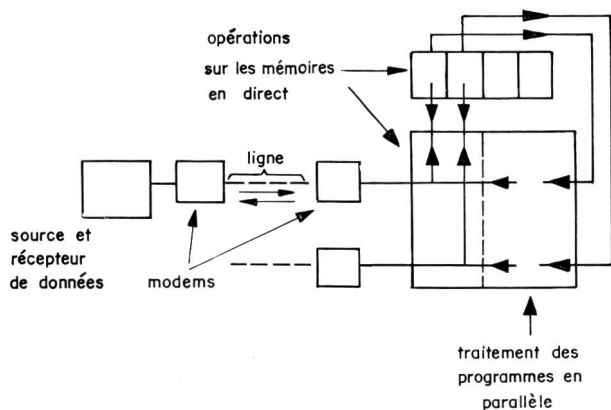 opérations
sur les mémoires
en direct
ligne
source et
récepteur
de données
modems
traitement des
programmes en
parallèle